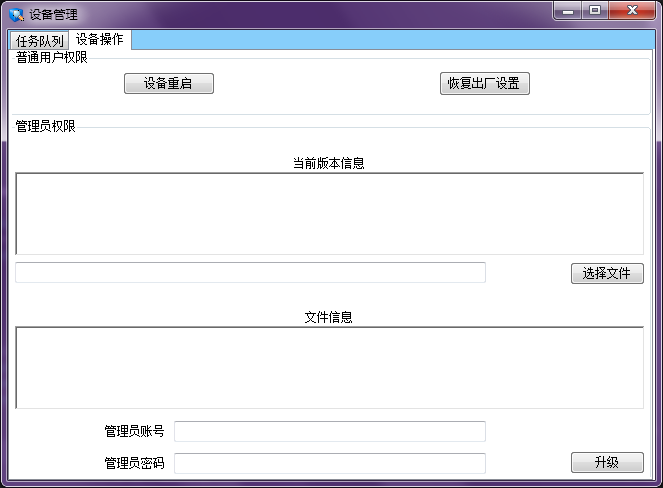 设备管理
任务队列 设备操作
普通用户权限
设备重启 恢复出厂设置
管理员权限
当前版本信息
选择文件
文件信息
管理员账号
管理员密码 升级